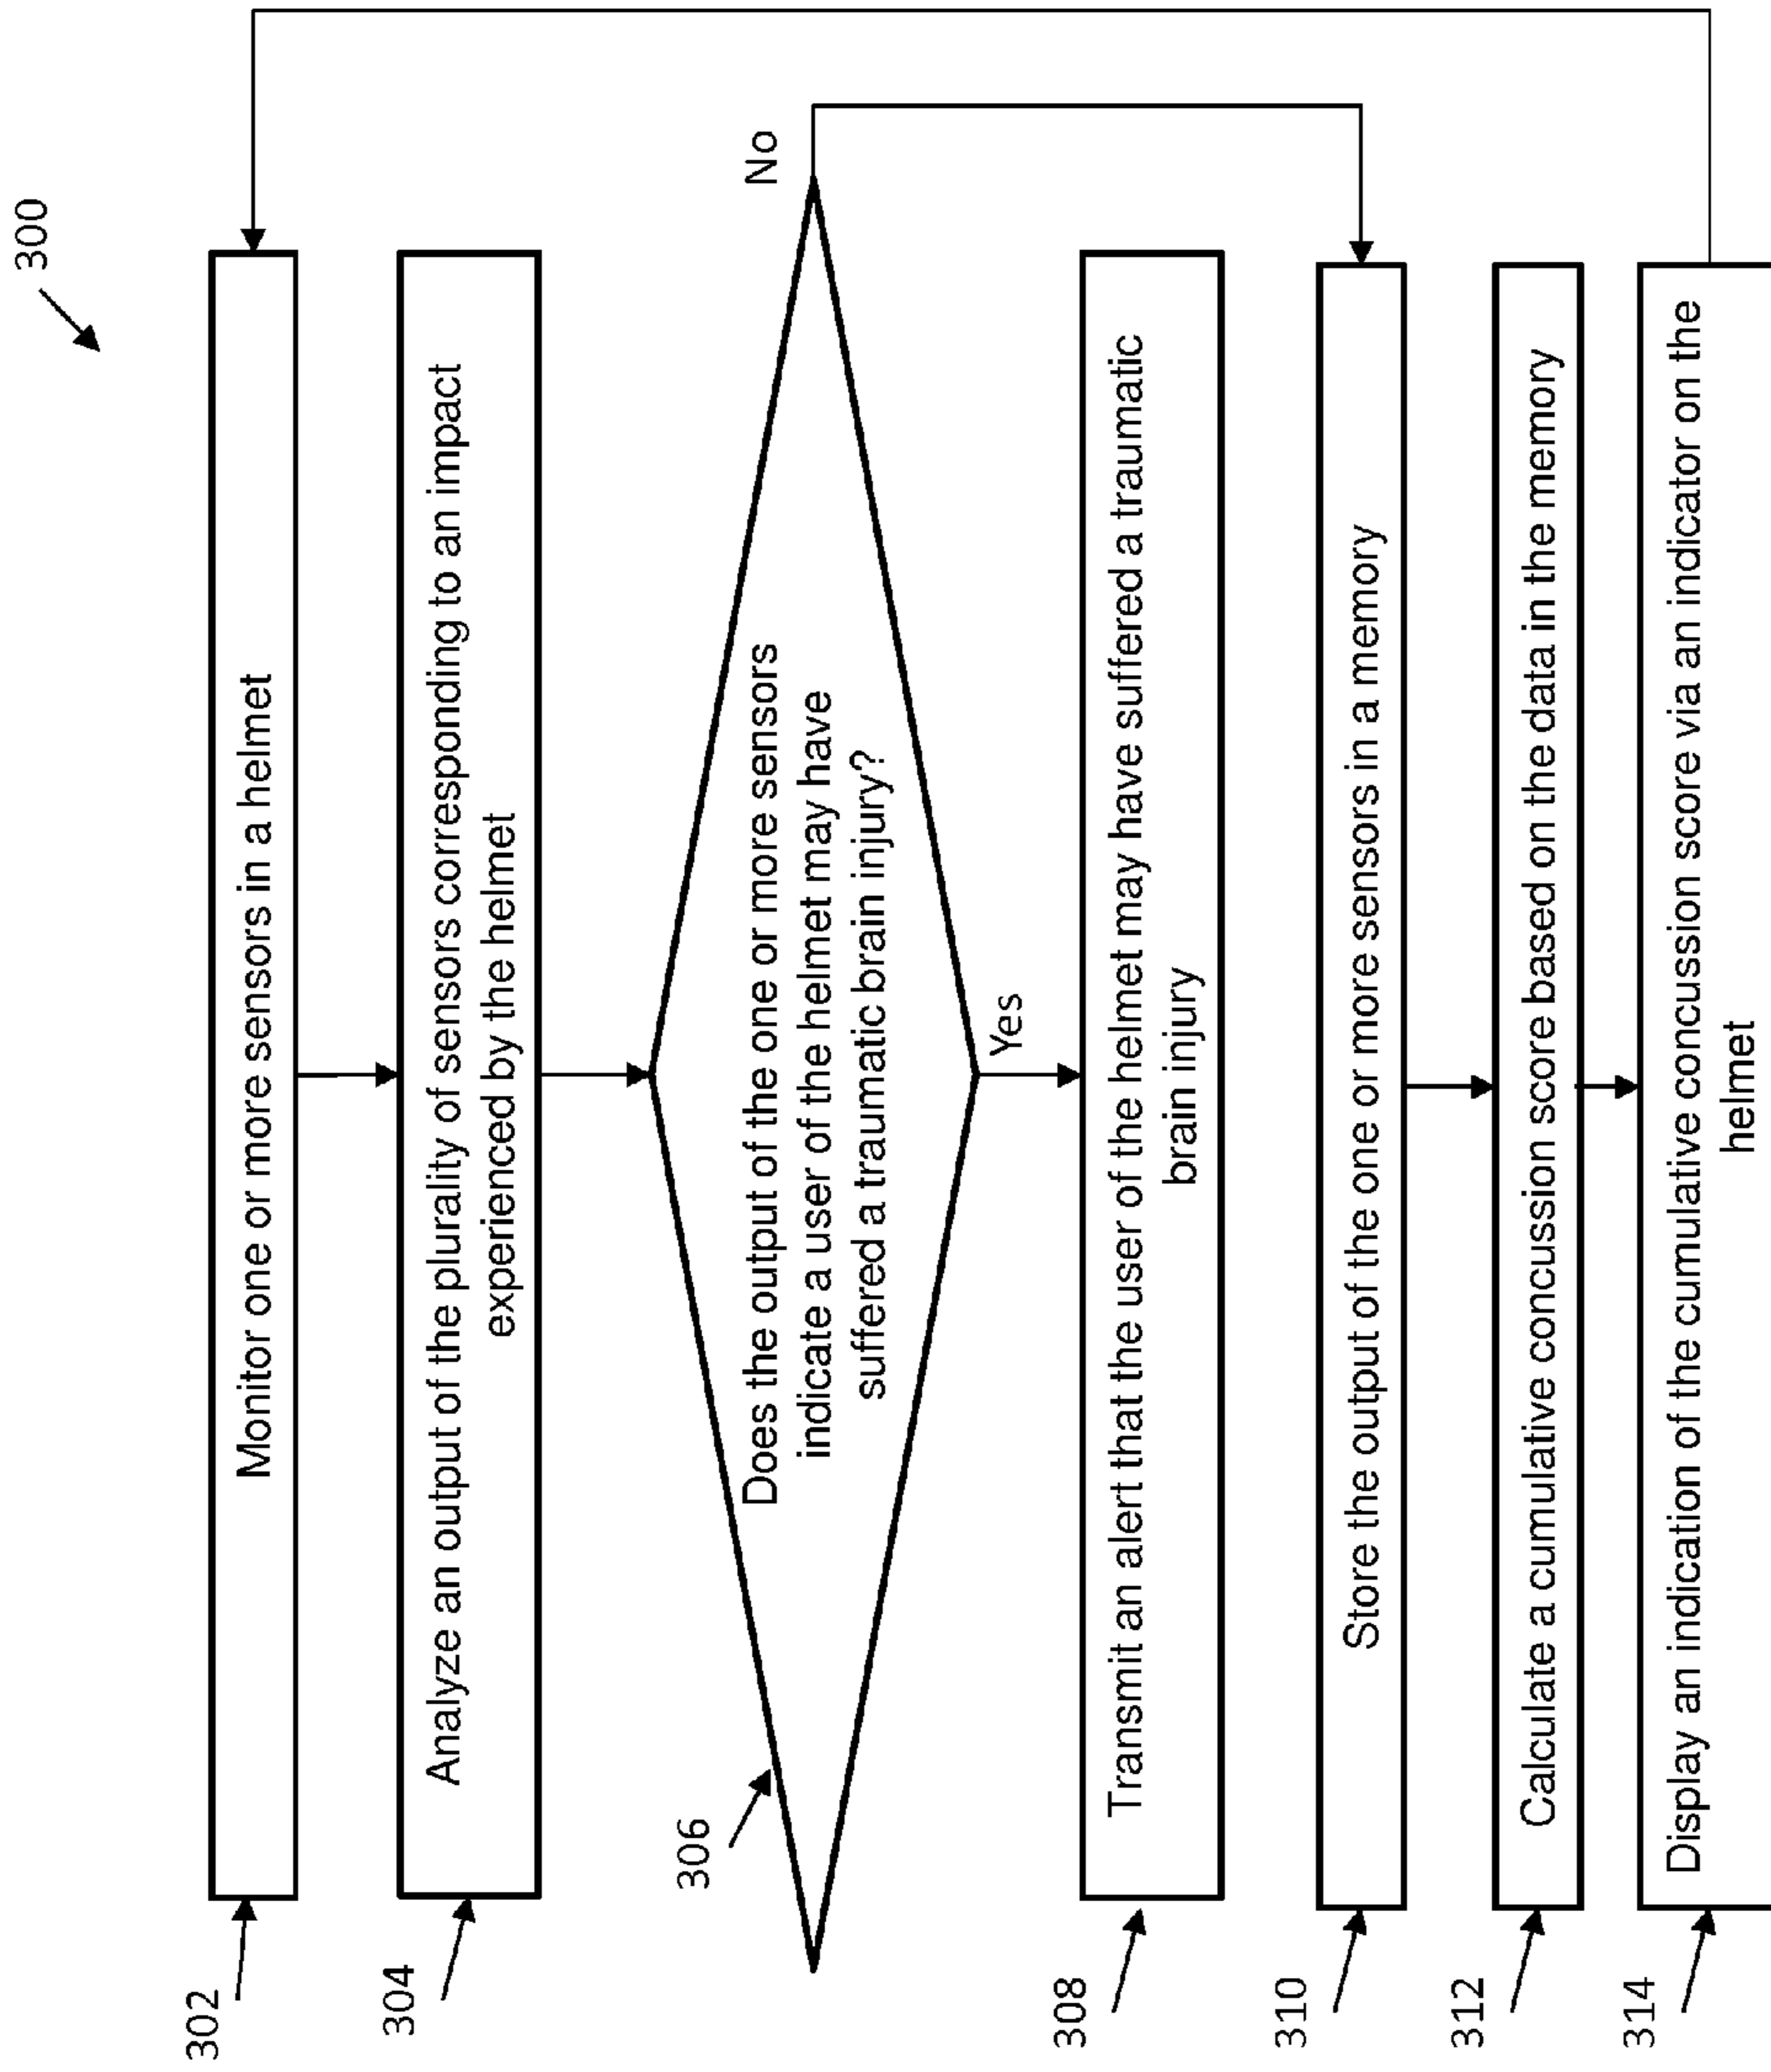 300
302
Monitor one or more sensors in a helmet
304
Analyze an output of the plurality of sensors corresponding to an impact
experienced by the helmet
306
Does the output of the one or more sensors
indicate a user of the helmet may have
suffered a traumatic brain injury?
No
Yes
308
Transmit an alert that the user of the helmet may have suffered a traumatic
brain injury
310
Store the output of the one or more sensors in a memory
312
Calculate a cumulative concussion score based on the data in the memory
314
Display an indication of the cumulative concussion score via an indicator on the
helmet